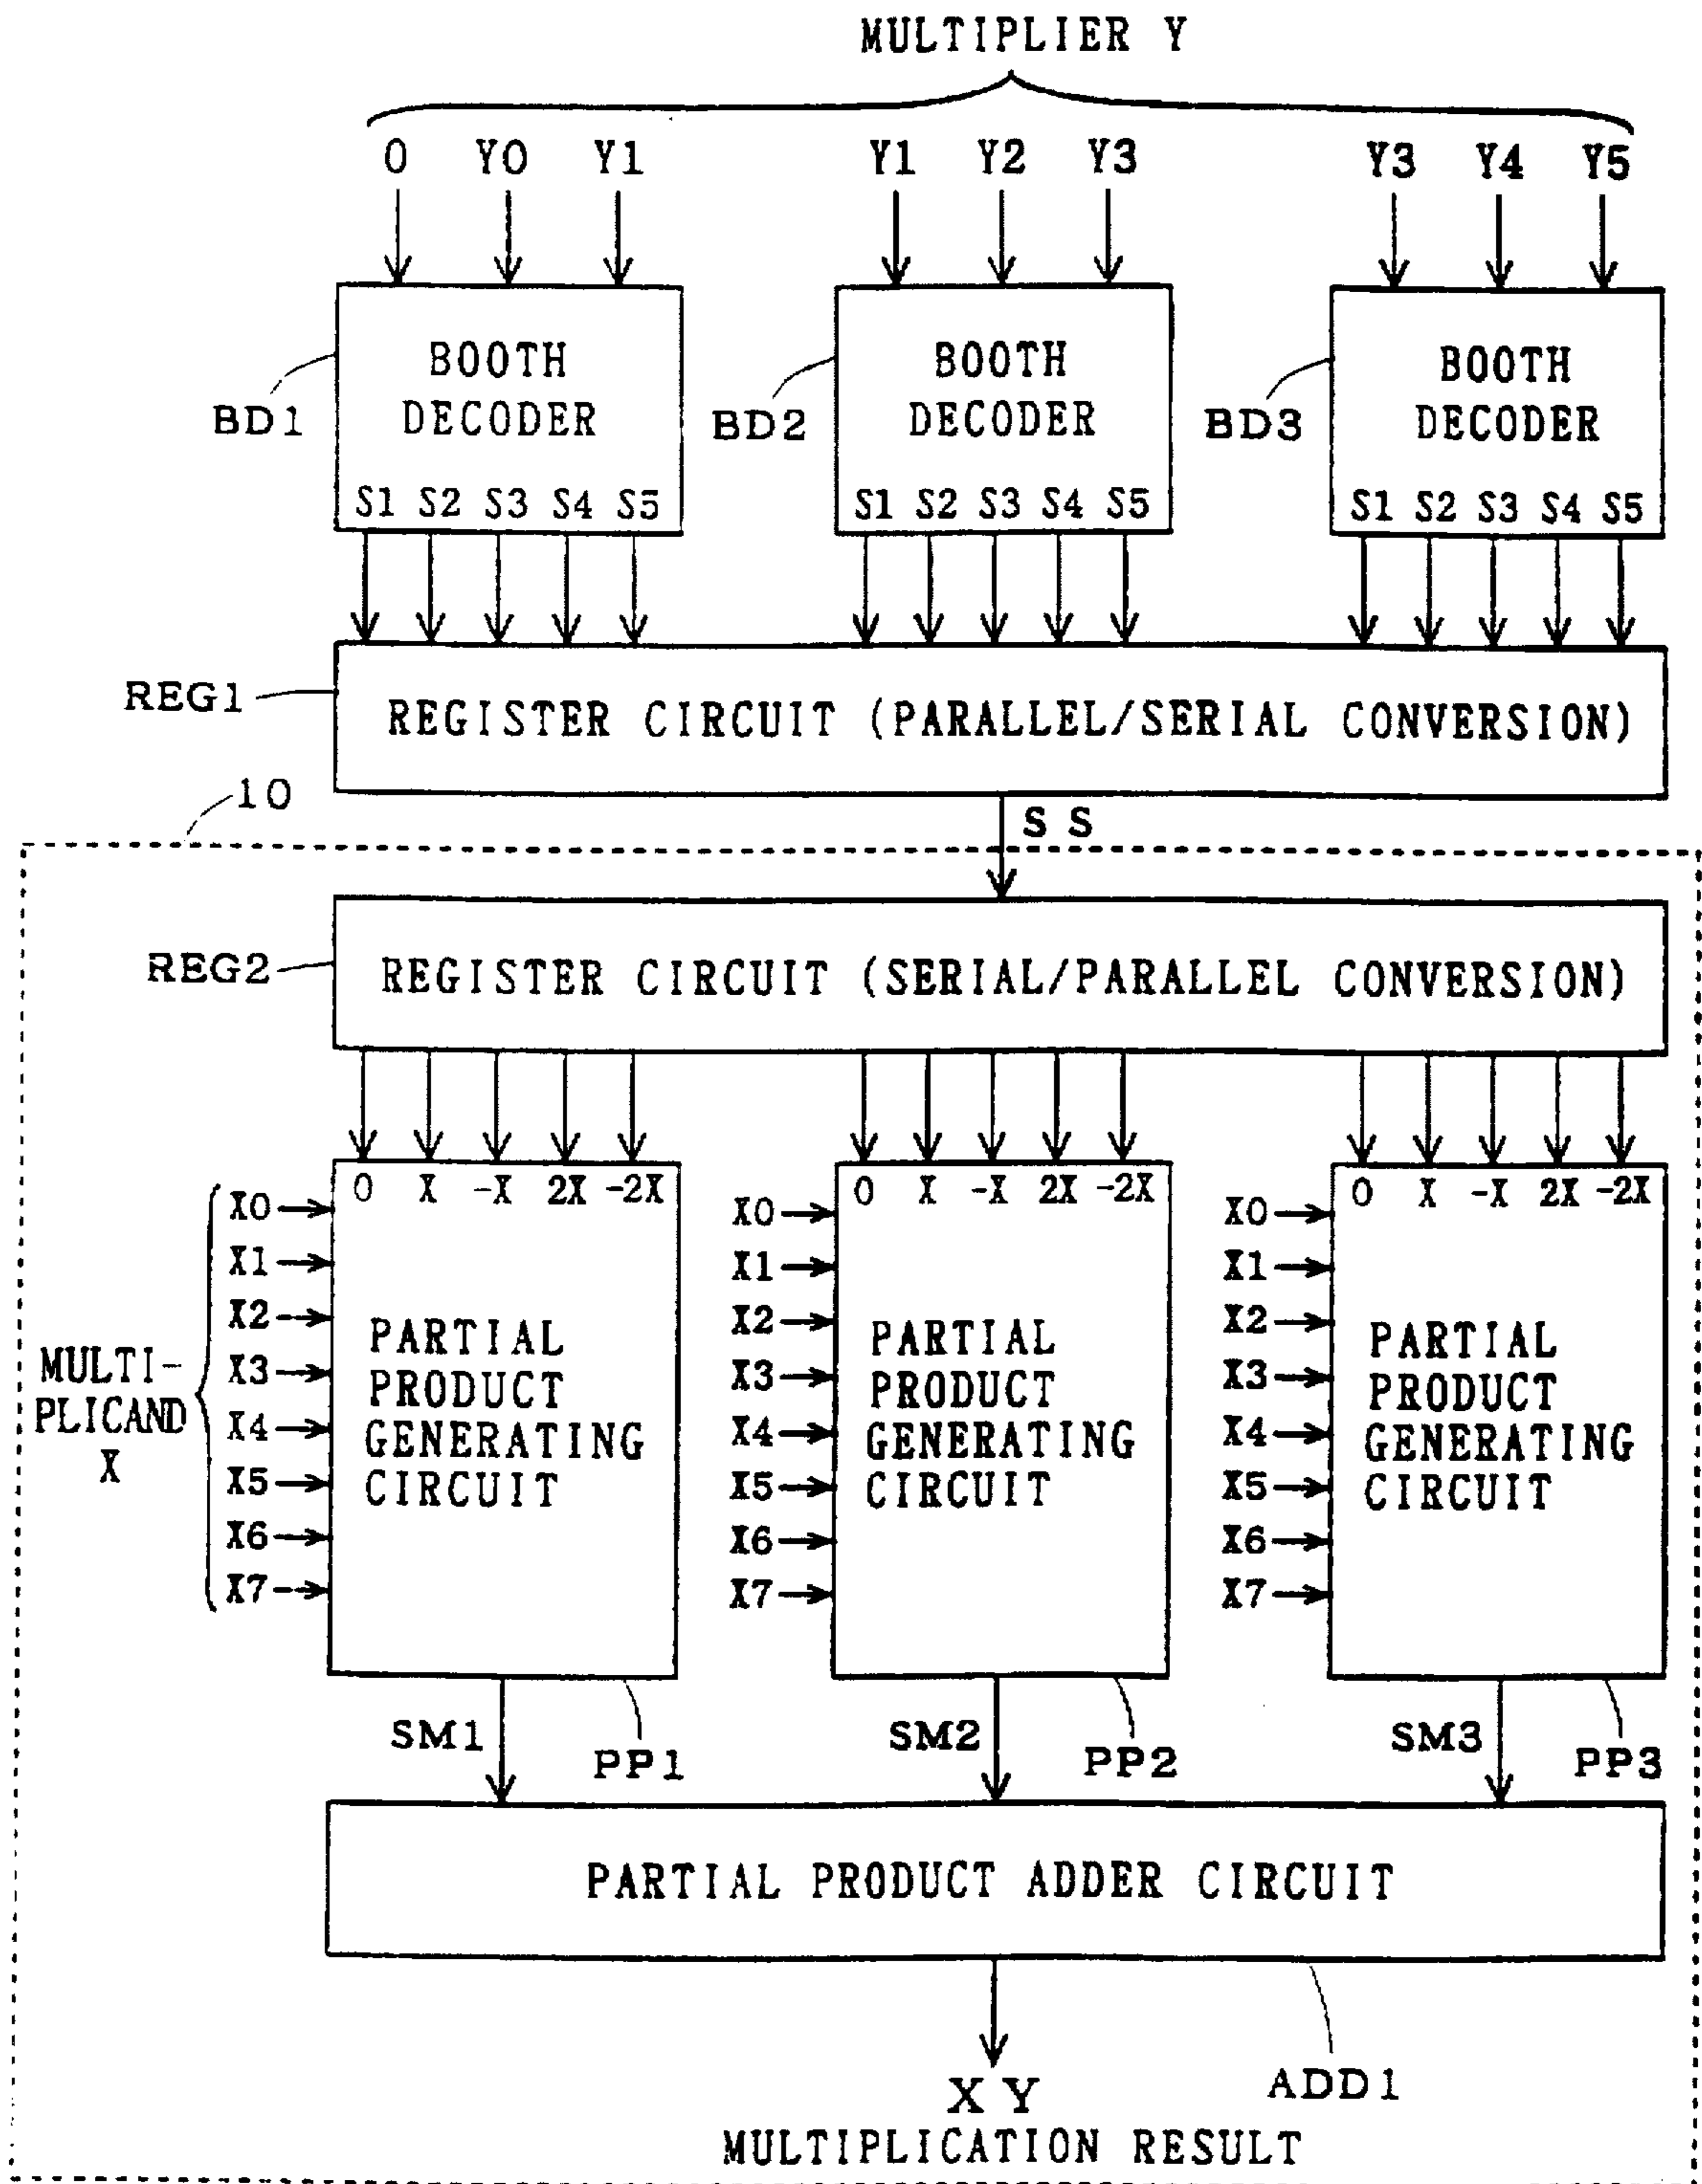 MULTIPLIER Y
0 Y0 Y1 Y1 Y2 Y3 Y3 Y4 Y5
BOOTH DECODER
BD1
S1 S2 S3 S4 S5
BOOTH DECODER
BD2
S1 S2 S3 S4 S5
BOOTH DECODER
BD3
S1 S2 S3 S4 S5
REG1
REGISTER CIRCUIT (PARALLEL/SERIAL CONVERSION)
10
SS
REG2
REGISTER CIRCUIT (SERIAL/PARALLEL CONVERSION)
MULTI-
PLICAND
X
X0
X1
X2
X3
X4
X5
X6
X7
0 X -X 2X -2X
PARTIAL
PRODUCT
GENERATING
CIRCUIT
X0
X1
X2
X3
X4
X5
X6
X7
0 X -X 2X -2X
PARTIAL
PRODUCT
GENERATING
CIRCUIT
X0
X1
X2
X3
X4
X5
X6
X7
0 X -X 2X -2X
PARTIAL
PRODUCT
GENERATING
CIRCUIT
SM1 PP1 SM2 PP2 SM3 PP3
PARTIAL PRODUCT ADDER CIRCUIT
ADD1
XY
MULTIPLICATION RESULT